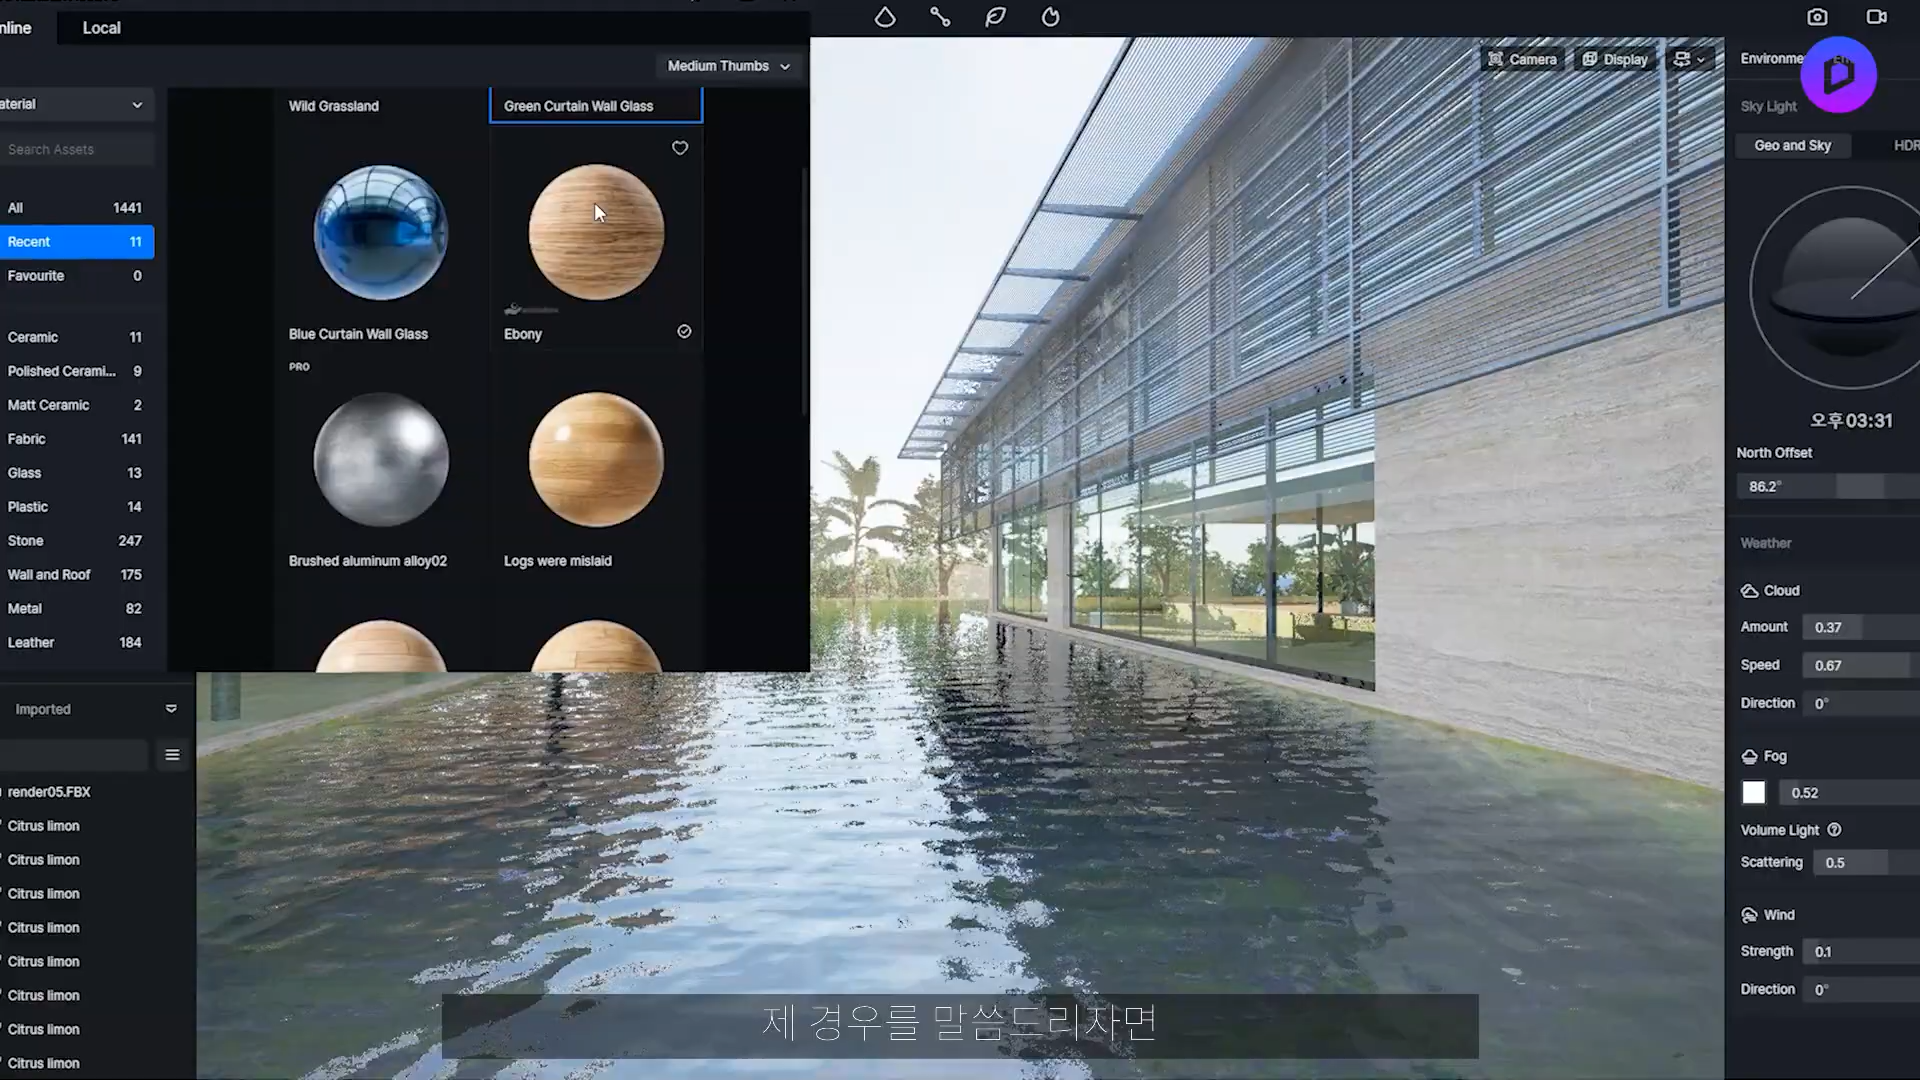 nline
Local
Medium Thumbs
aterial
Search Assets
All 1441
Recent 11
Favourite 0
Ceramic 11
Polished Cerami... 9
Matt Ceramic 2
Fabric 141
Glass 13
Plastic 14
Stone 247
Wall and Roof 175
Metal 82
Leather 184
Wild Grassland
Green Curtain Wall Glass
Blue Curtain Wall Glass
Ebony
PRO
Brushed aluminum alloy02
Logs were mislaid
Imported
render05.FBX
Citrus limon
Citrus limon
Citrus limon
Citrus limon
Citrus limon
Citrus limon
Citrus limon
Citrus limon
Camera
Display
Environme
Sky Light
Geo and Sky
HDR
오후 03:31
North Offset
86.2°
Weather
Cloud
Amount 0.37
Speed 0.67
Direction 0°
Fog
0.52
Volume Light
Scattering 0.5
Wind
Strength 0.1
Direction 0°
제 경우를 말씀드리자면